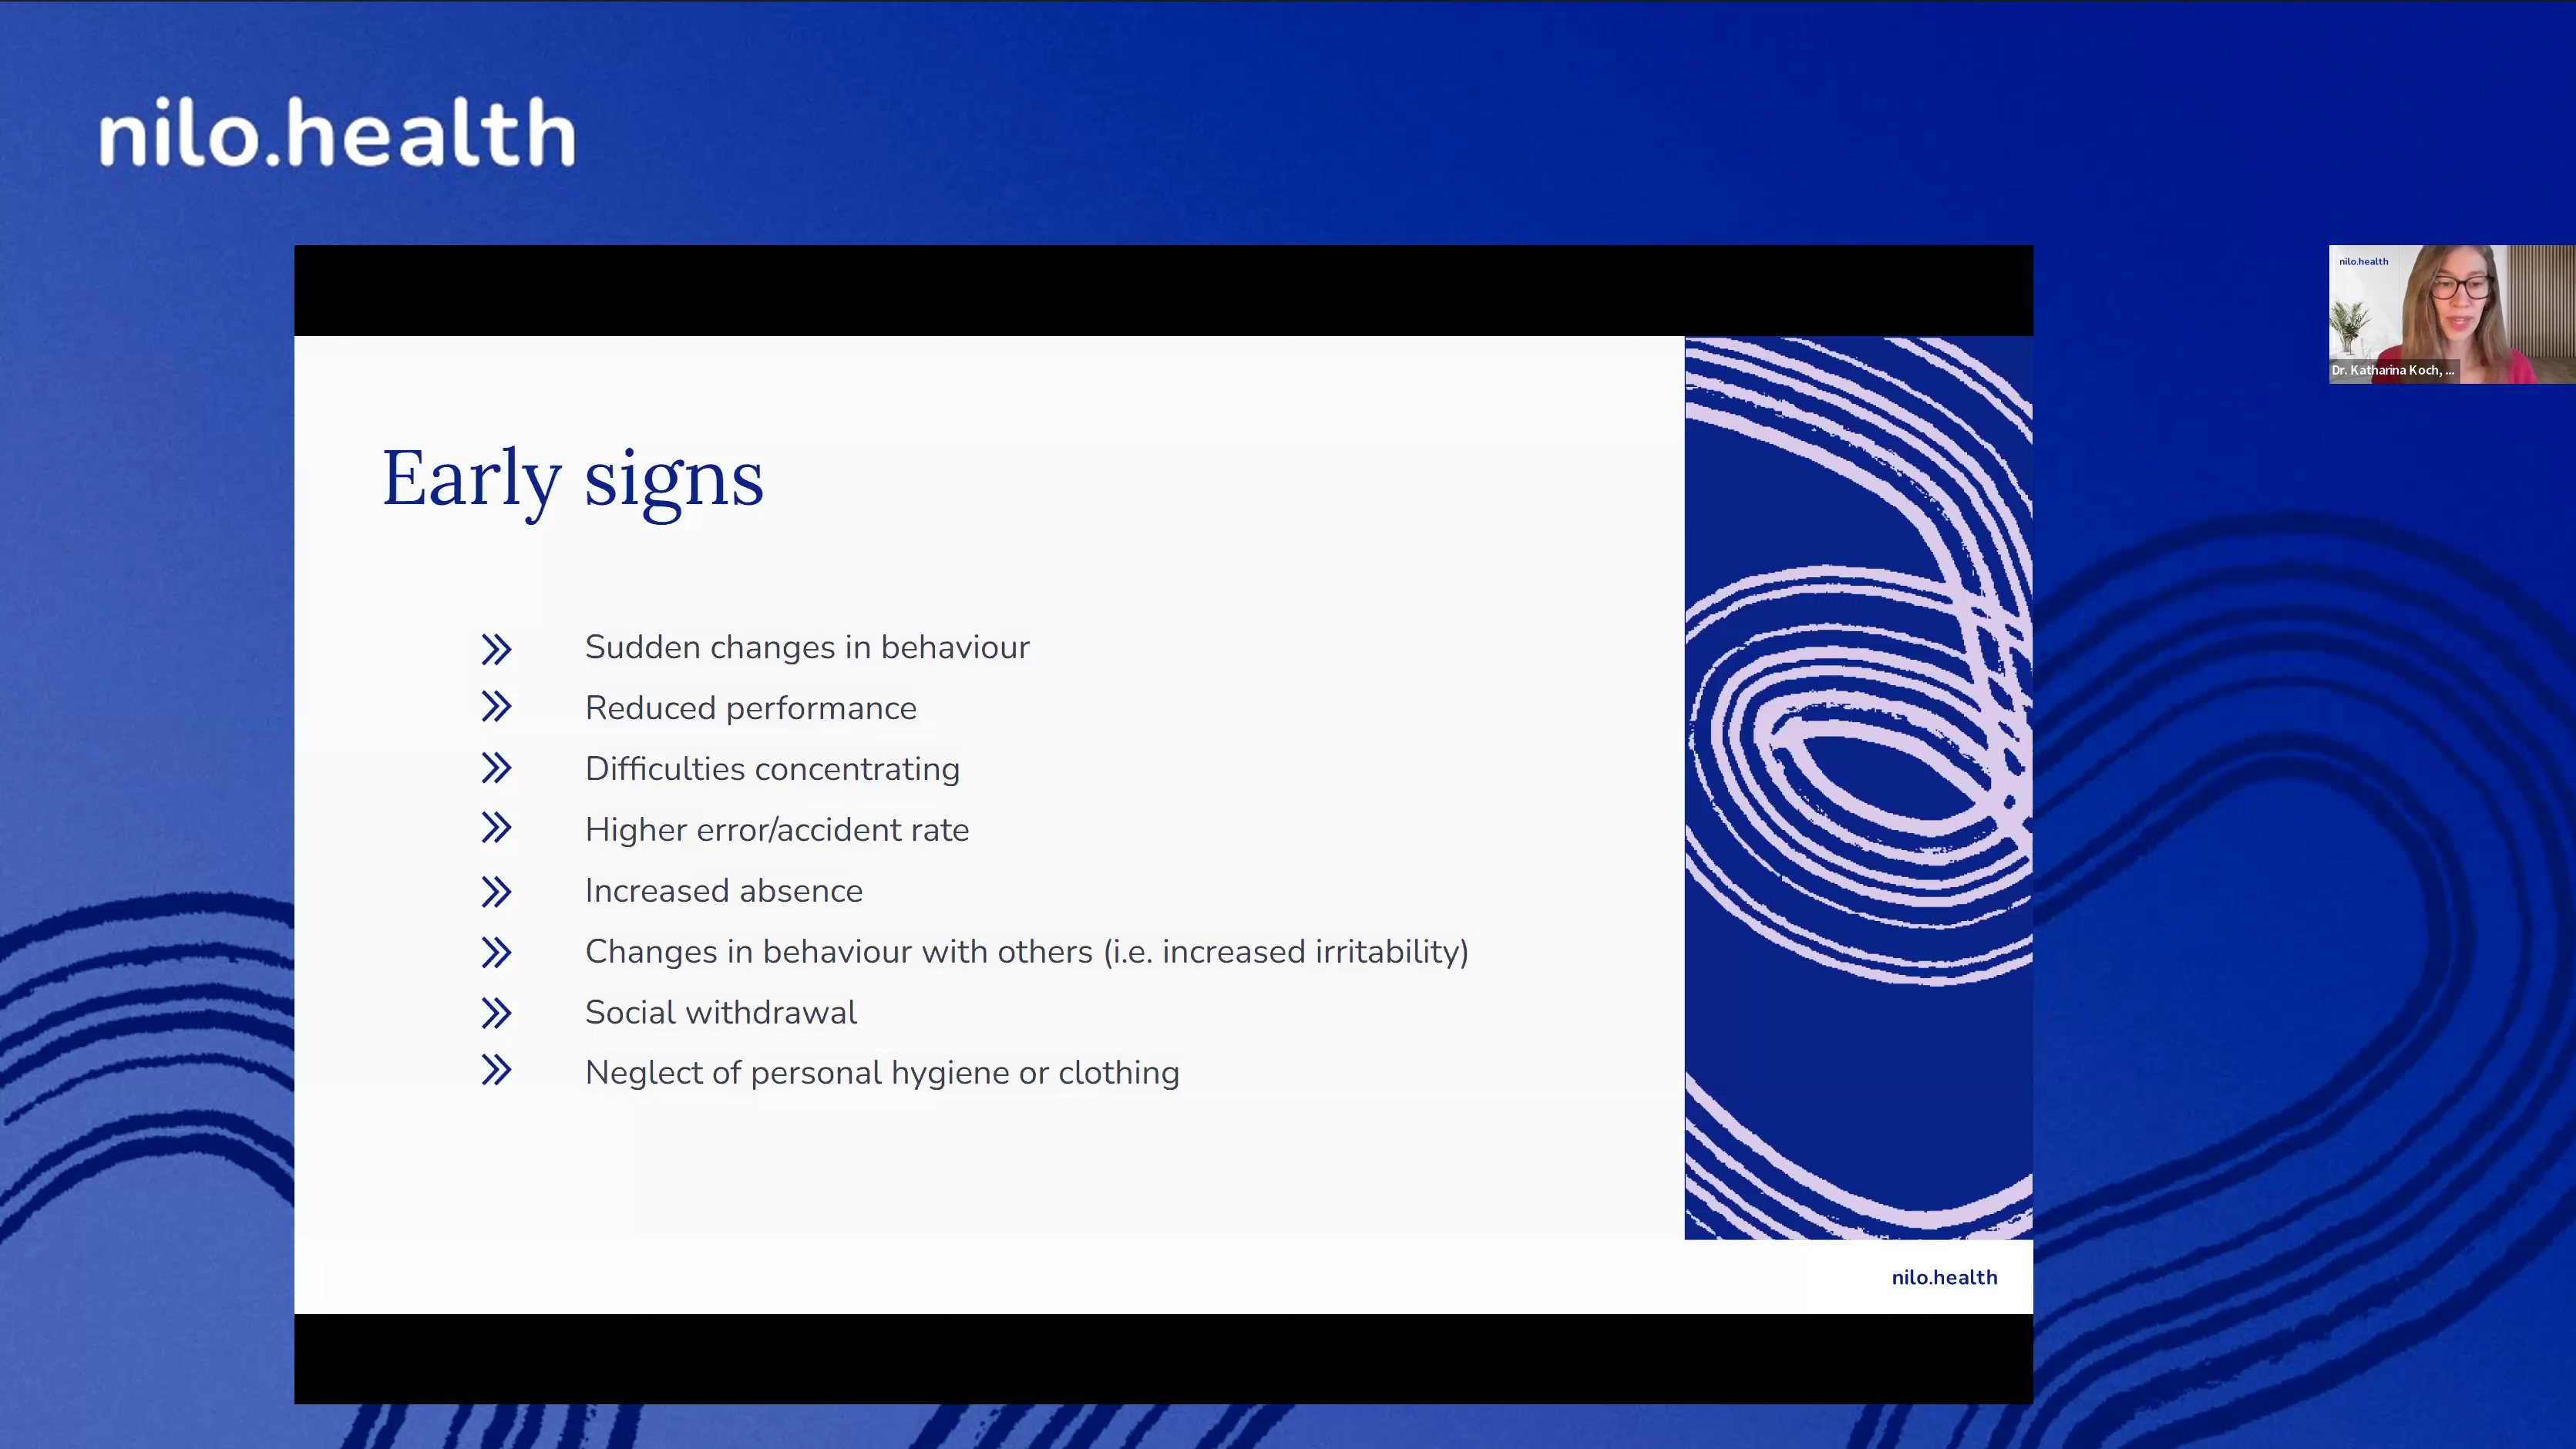 nilo.health
nilo.health
Dr. Katharina Koch, ...
Early signs
Sudden changes in behaviour
Reduced performance
Difficulties concentrating
Higher error/accident rate
Increased absence
Changes in behaviour with others (i.e. increased irritability)
Social withdrawal
Neglect of personal hygiene or clothing
nilo.health